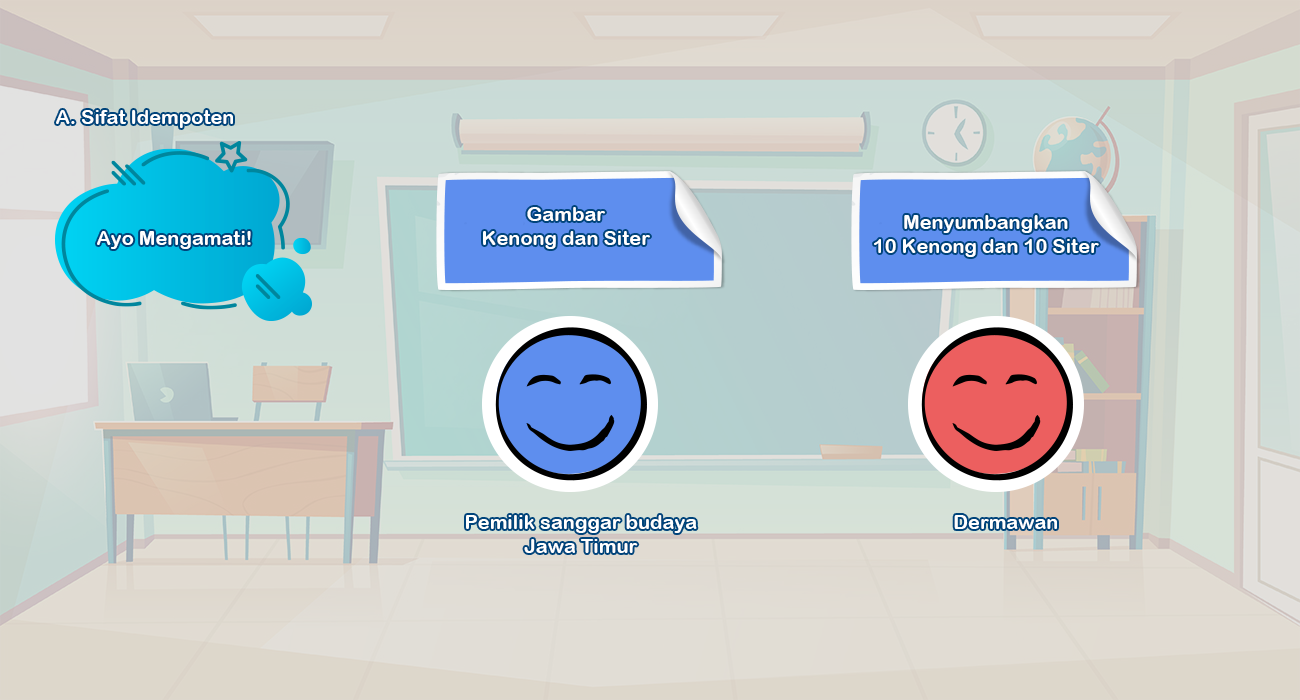 A. Sifat Idempoten
Ayo Mengamati!
Gambar
Kenong dan Siter
Menyumbangkan
10 Kenong dan 10 Siter
Pemilik sanggar budaya
Jawa Timur
Dermawan